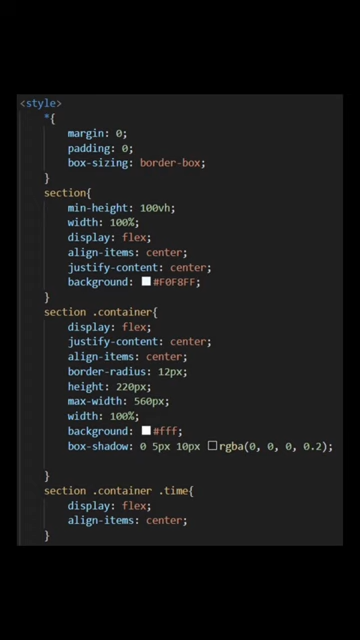 <style>
*{
margin: 0;
padding: 0;
box-sizing: border-box;
}
section{
min-height: 100vh;
width: 100%;
display: flex;
align-items: center;
justify-content: center;
background: #F0F8FF;
}
section .container{
display: flex;
justify-content: center;
align-items: center;
border-radius: 12px;
height: 220px;
max-width: 560px;
width: 100%;
background: #fff;
box-shadow: 0 5px 10px rgba(0, 0, 0, 0.2);
}
section .container .time{
display: flex;
align-items: center;
}